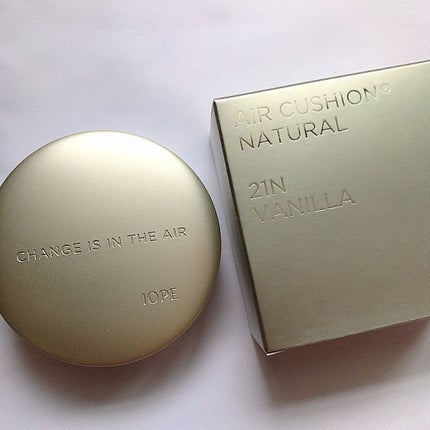 CHANGE IS IN THE AIR
IOPE
AIR CUSHION®
NATURAL
21N
VANILLA